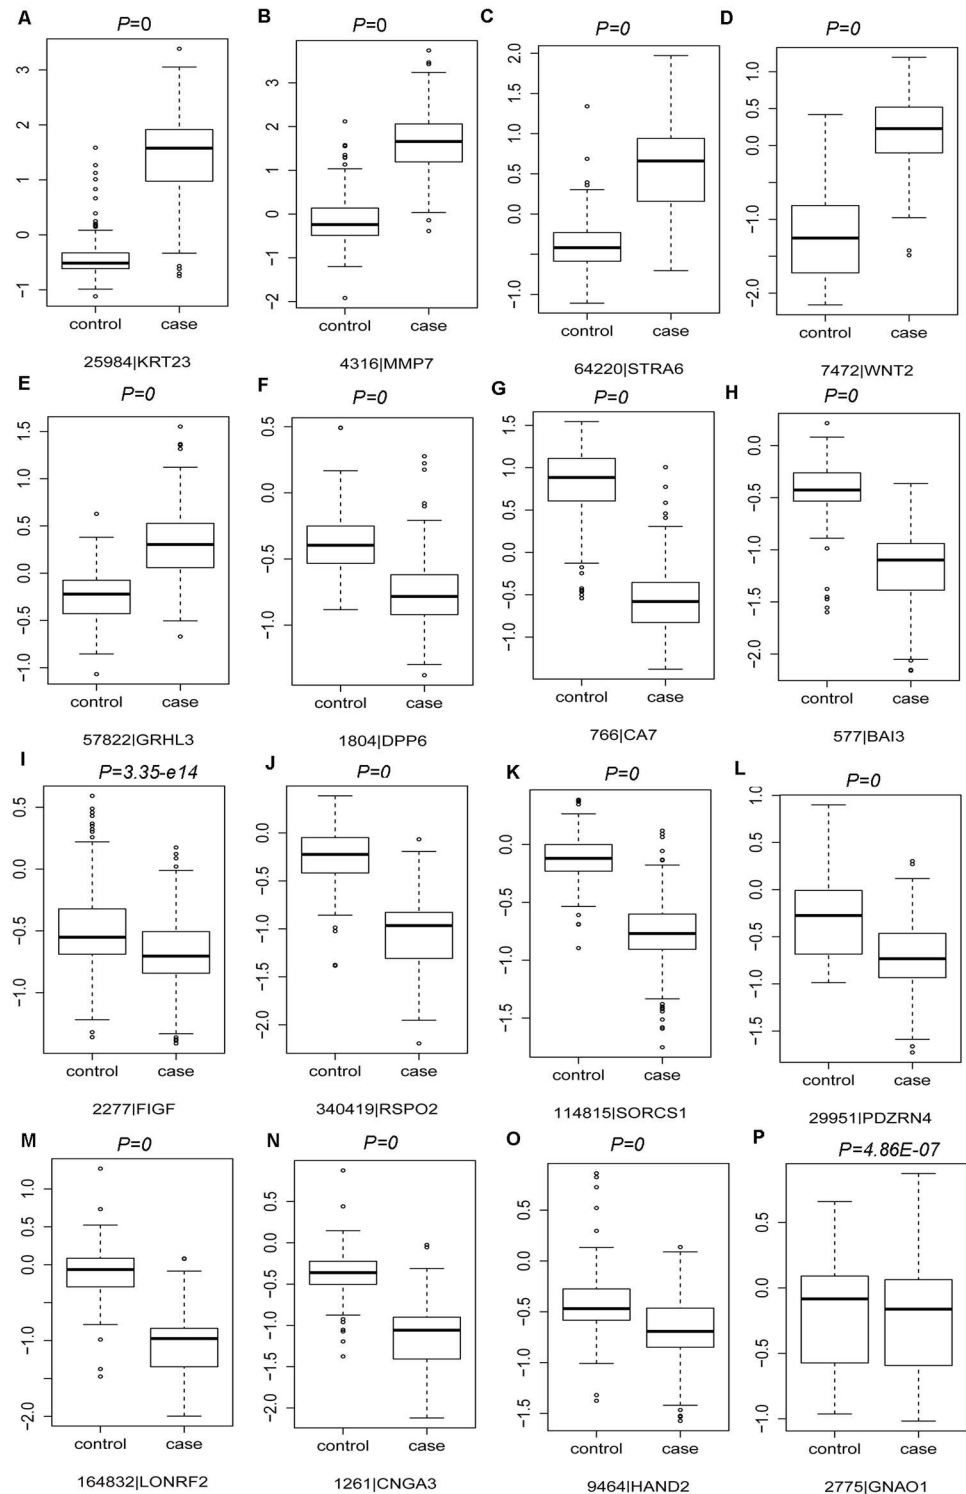 A B C D
P=0 P=0 P=0 P=0
3
2
1
0
−1
control case
25984|KRT23
3
2
1
0
−1
−2
control case
4316|MMP7
2.0
1.5
1.0
0.5
0.0
−1.0
control case
64220|STRA6
1.0
0.5
0.0
−1.0
−2.0
control case
7472|WNT2
E F G H
P=0 P=0 P=0 P=0
1.5
1.0
0.5
0.0
−0.5
−1.0
control case
57822|GRHL3
0.5
0.0
−0.5
−1.0
control case
1804|DPP6
1.5
1.0
0.5
0.0
−0.5
−1.0
control case
766|CA7
0.0
−0.5
−1.0
−1.5
−2.0
control case
577|BAI3
I J K L
P=3.35-e14 P=0 P=0 P=0
0.5
0.0
−0.5
−1.0
control case
2277|FIGF
0.0
−0.5
−1.0
−1.5
−2.0
control case
340419|RSPO2
0.0
−0.5
−1.0
−1.5
control case
114815|SORCS1
1.0
0.5
0.0
−0.5
−1.0
−1.5
control case
29951|PDZRN4
M N O P
P=0 P=0 P=0 P=4.86E-07
1.0
0.5
0.0
−1.0
−2.0
control case
164832|LONRF2
0.5
0.0
−0.5
−1.0
−1.5
−2.0
control case
1261|CNGA3
0.5
0.0
−0.5
−1.0
−1.5
control case
9464|HAND2
0.5
0.0
−0.5
−1.0
control case
2775|GNAO1